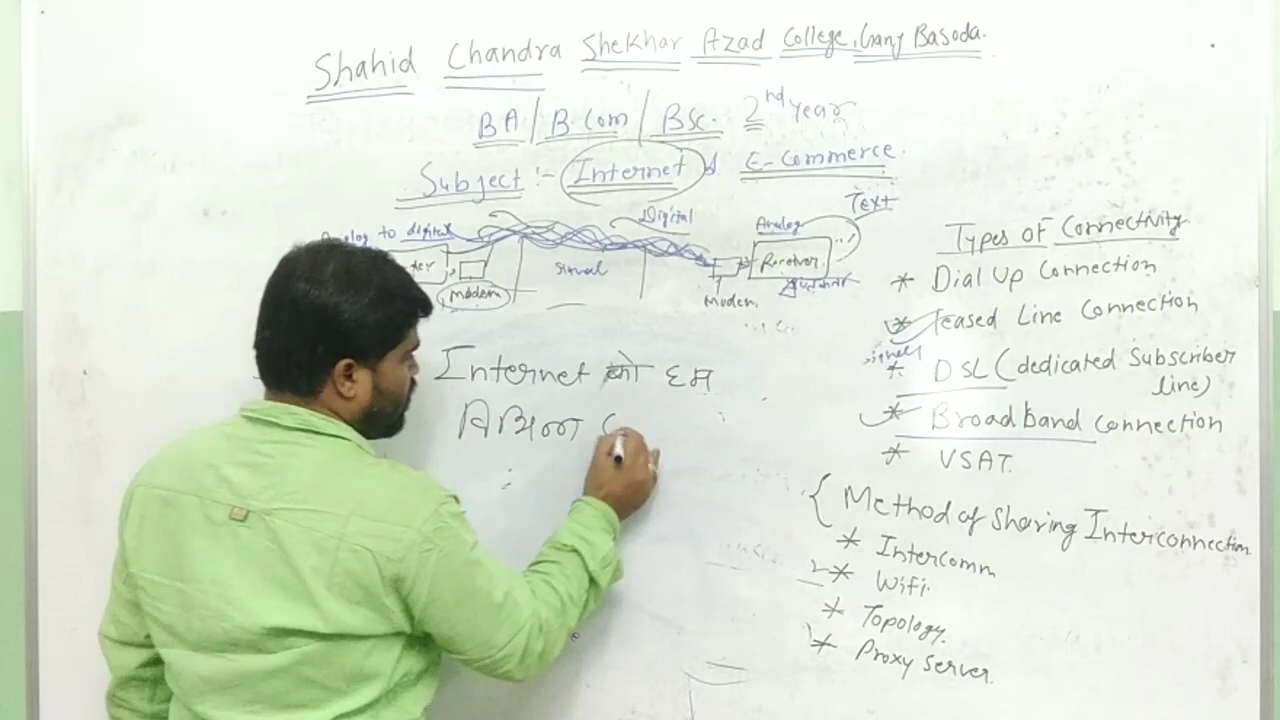 Shahid Chandra Shekhar Azad College, Ganj Basoda.
BA / B.Com / BSc. 2nd year
Subject :- Internet & E-Commerce.
Text
Analog to digital
Digital
Analog
Modem
Signal
Modem
Receiver
Internet को हम
Types of Connectivity
* Dial Up Connection
* Leased Line Connection
* DSL (dedicated Subscriber
line)
* Broadband Connection
* VSAT.
{ Method of Sharing Interconnection
* Intercomm
* Wifi.
* Topology.
* Proxy Server.